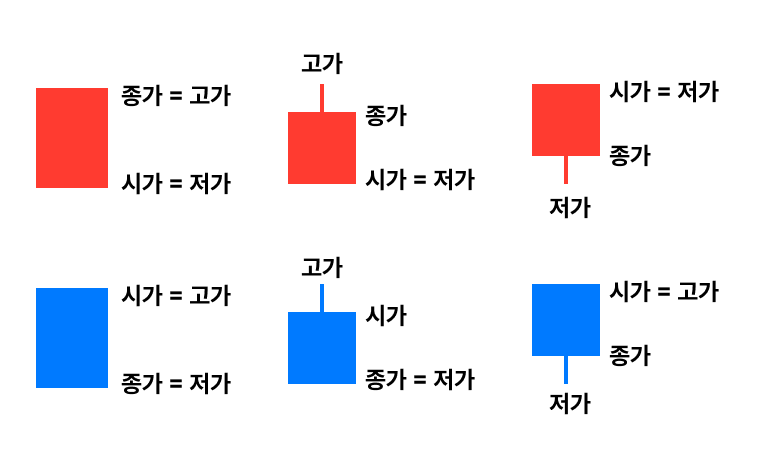 종가 = 고가
시가 = 저가
고가
종가
시가 = 저가
시가 = 저가
종가
저가
시가 = 고가
종가 = 저가
고가
시가
종가 = 저가
시가 = 고가
종가
저가